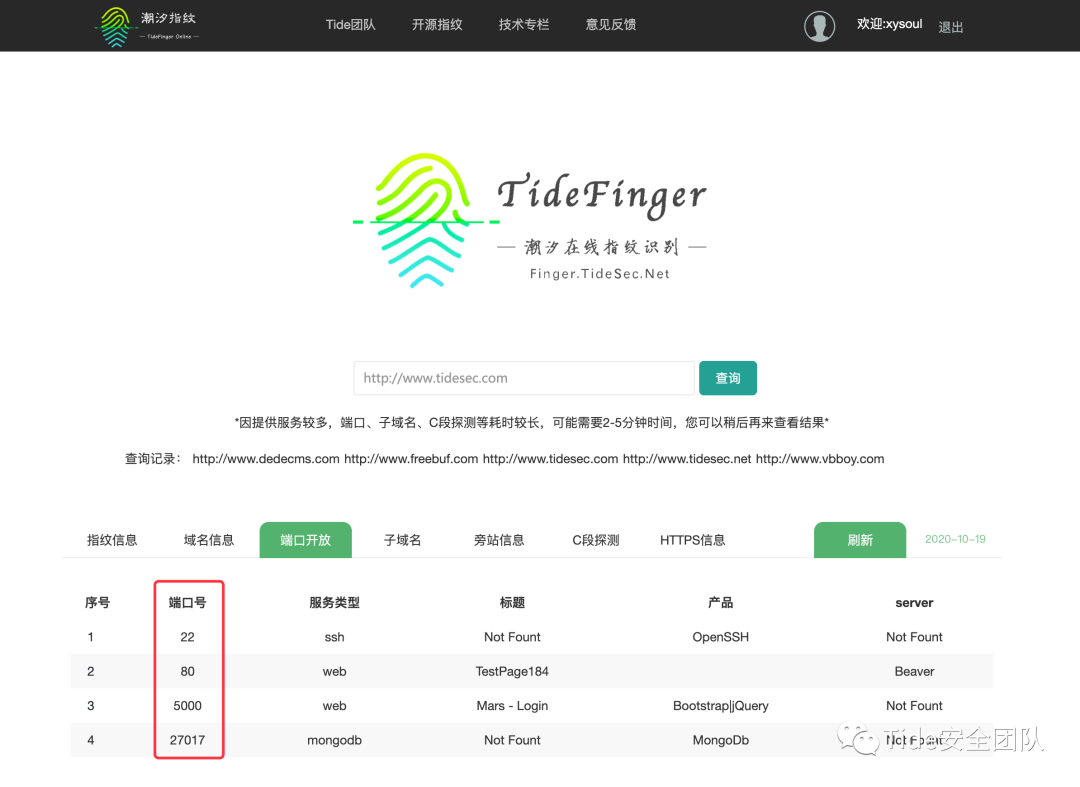 潮汐指纹
— TideFinger Online —
Tide团队 开源指纹 技术专栏 意见反馈 欢迎:xysoul 退出
TideFinger
— 潮汐在线指纹识别 —
Finger.TideSec.Net
http://www.tidesec.com 查询
*因提供服务较多，端口、子域名、C段探测等耗时较长，可能需要2-5分钟时间，您可以稍后再来查看结果*
查询记录： http://www.dedecms.com http://www.freebuf.com http://www.tidesec.com http://www.tidesec.net http://www.vbboy.com
指纹信息 域名信息 端口开放 子域名 旁站信息 C段探测 HTTPS信息 刷新 2020-10-19
序号 端口号 服务类型 标题 产品 server
1 22 ssh Not Fount OpenSSH Not Fount
2 80 web TestPage184 Beaver
3 5000 web Mars - Login Bootstrap|jQuery Not Fount
4 27017 mongodb Not Fount MongoDb Not Fount
Tide安全团队